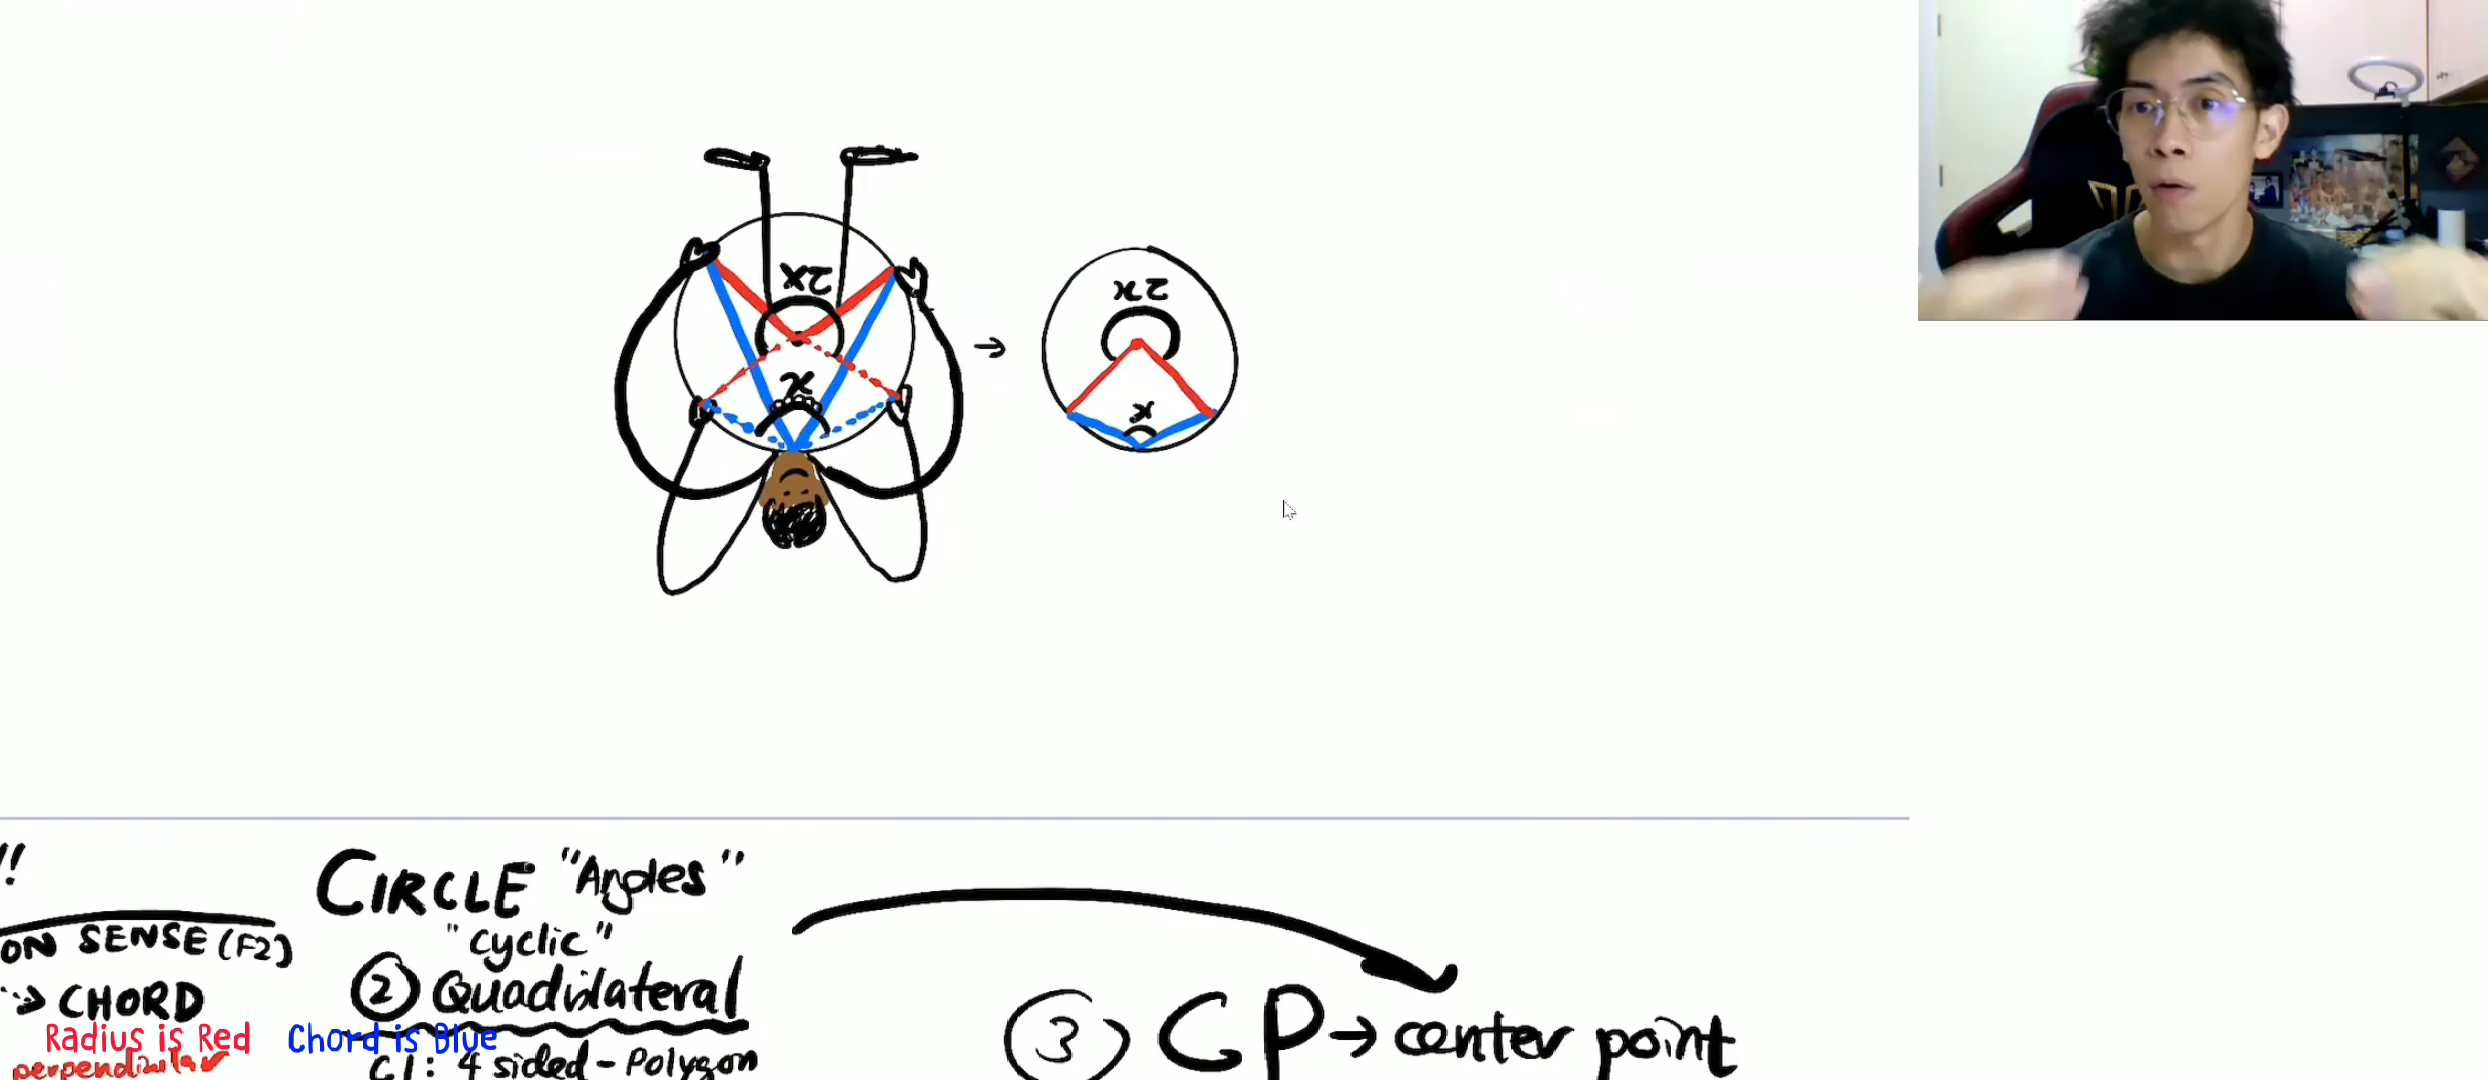 2x
x
→
2x
x
!!
CIRCLE "Angles"
ON SENSE (F2)
"cyclic"
② Quadrilateral
→ CHORD
③ CP → center point
Radius is Red Chord is Blue
perpendicular
C1: 4 sided-Polygon